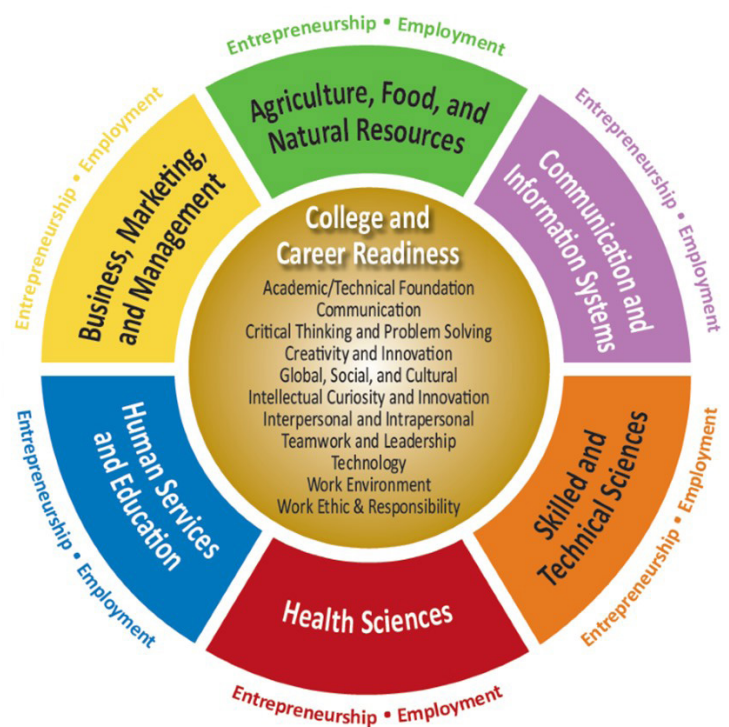 Entrepreneurship • Employment
Agriculture, Food, and
Natural Resources
Entrepreneurship • Employment
Communication and
Information Systems
Entrepreneurship • Employment
Skilled and
Technical Sciences
Entrepreneurship • Employment
Health Sciences
Entrepreneurship • Employment
Human Services
and Education
Entrepreneurship • Employment
Business, Marketing,
and Management
College and
Career Readiness
Academic/Technical Foundation
Communication
Critical Thinking and Problem Solving
Creativity and Innovation
Global, Social, and Cultural
Intellectual Curiosity and Innovation
Interpersonal and Intrapersonal
Teamwork and Leadership
Technology
Work Environment
Work Ethic & Responsibility